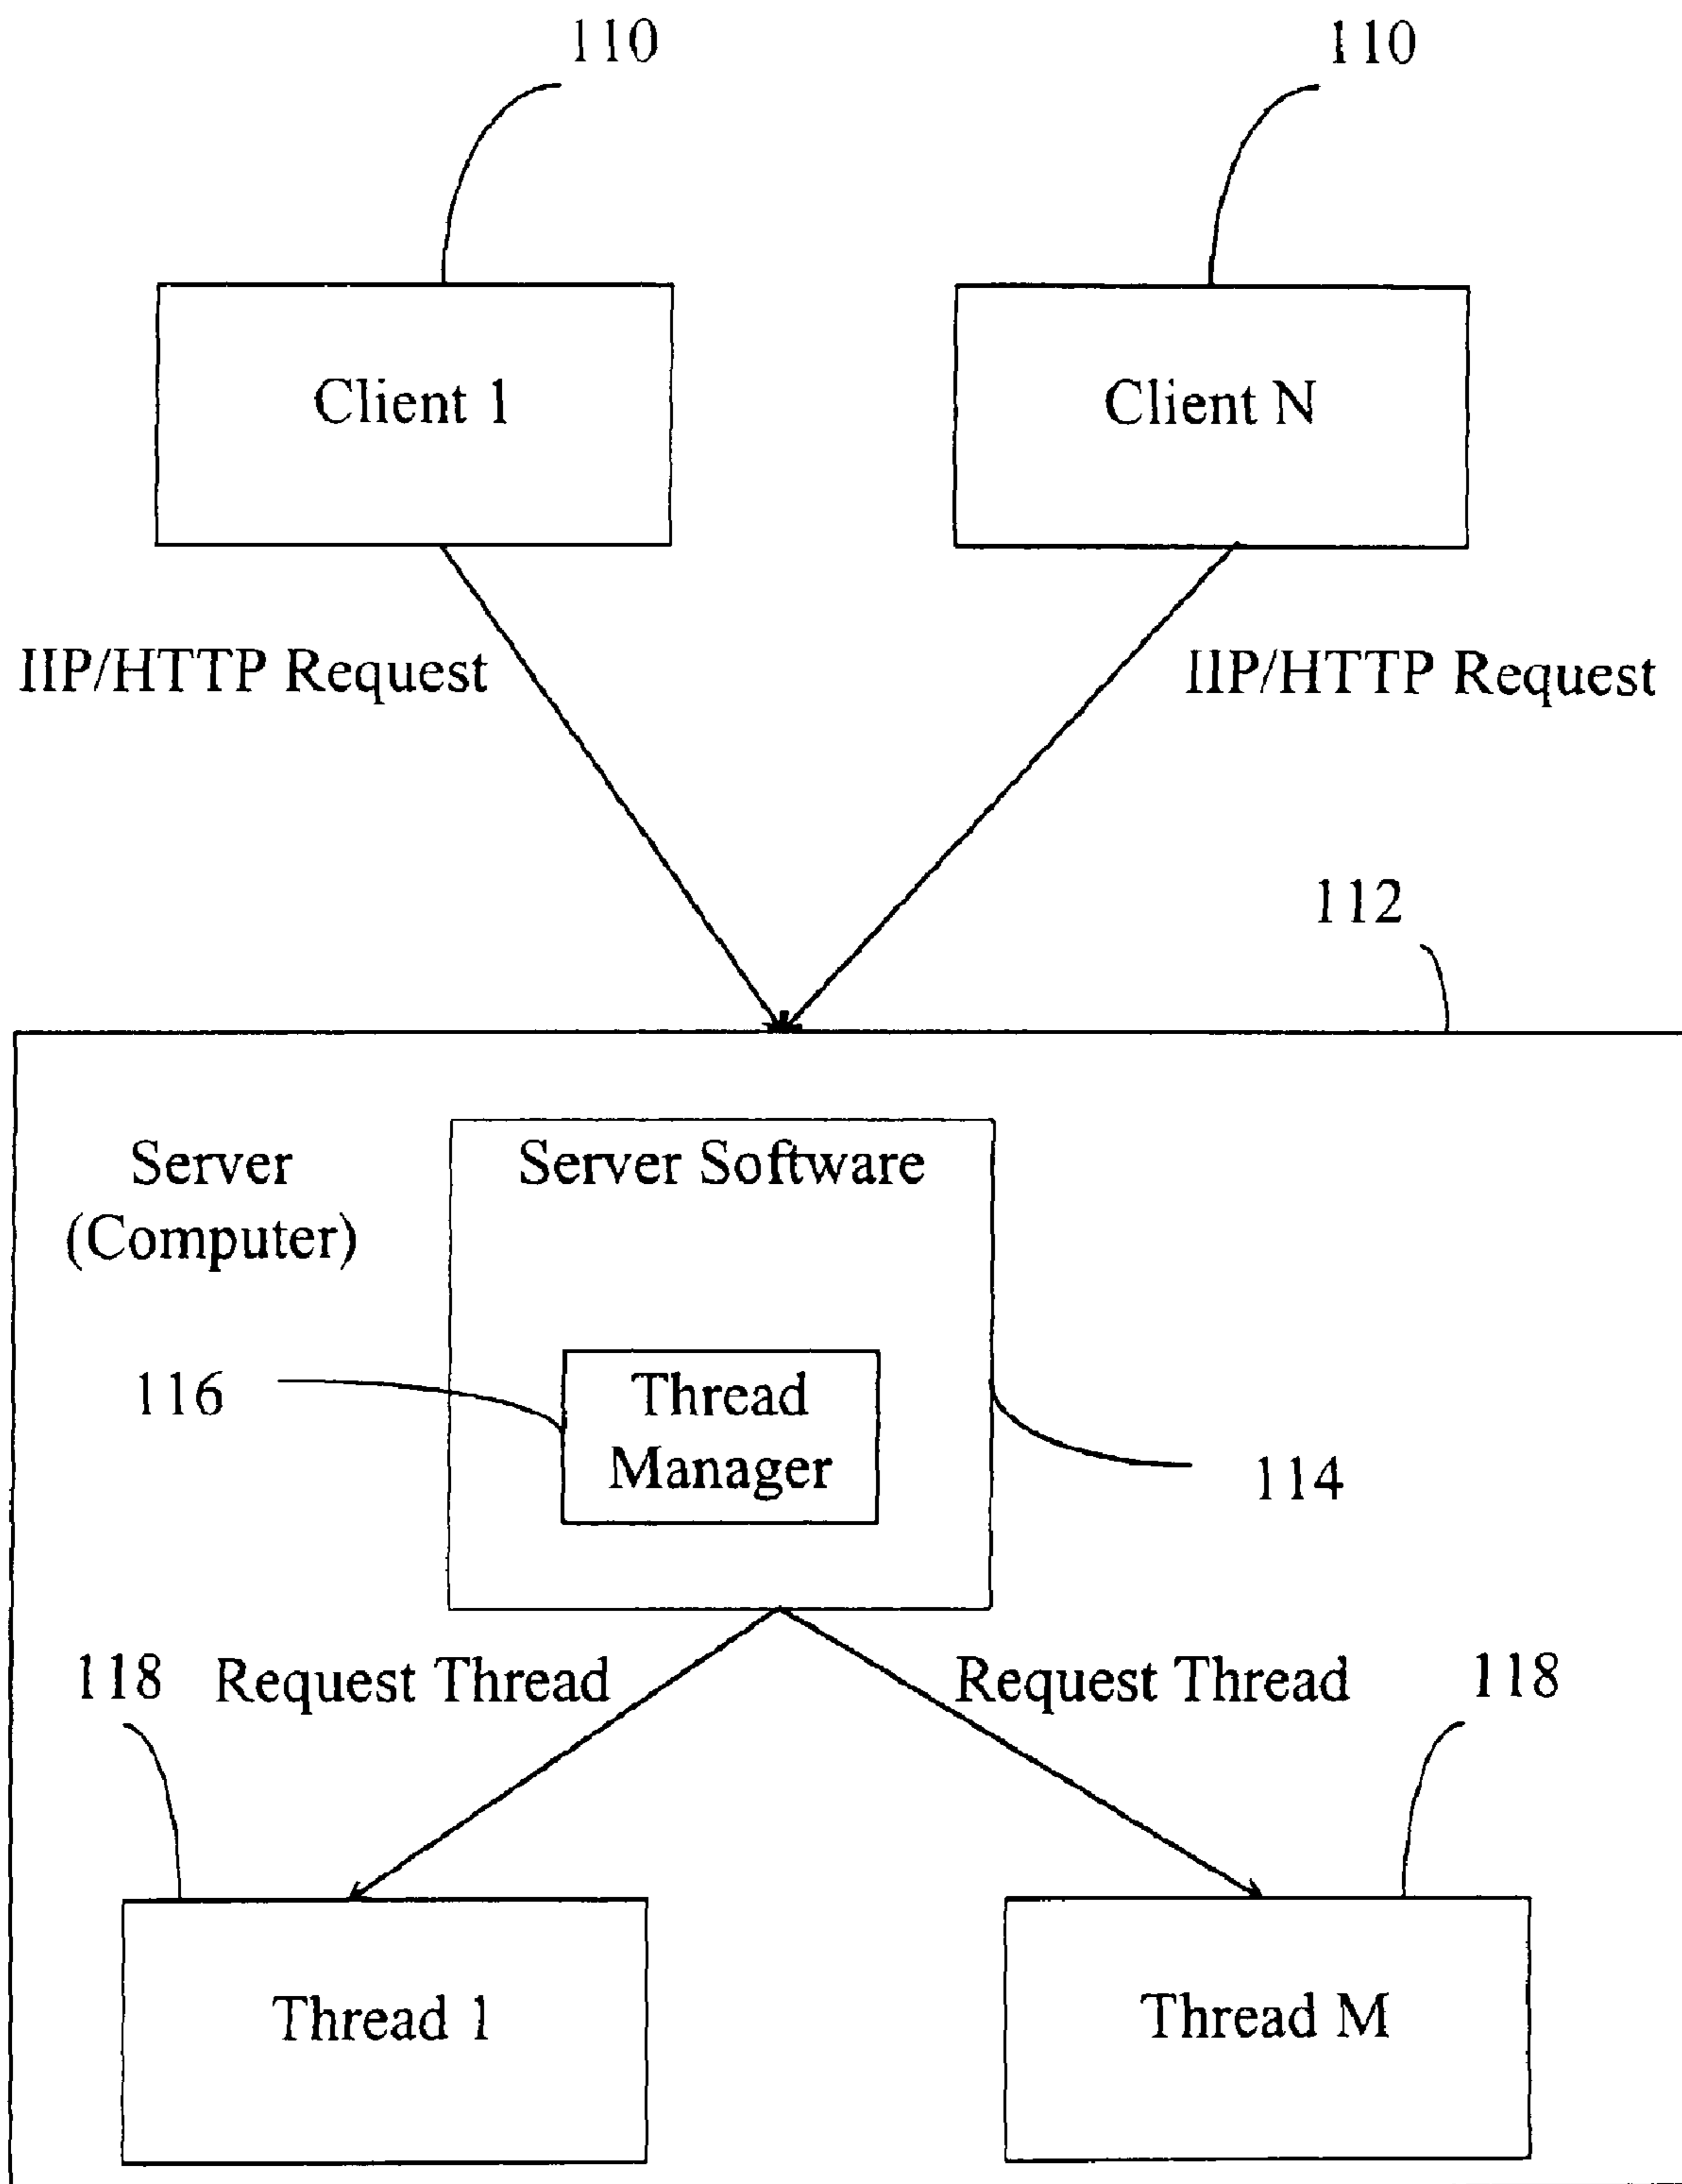 110
110
Client 1
Client N
IIP/HTTP Request
IIP/HTTP Request
112
Server
(Computer)
Server Software
116
Thread
Manager
114
118
Request Thread
Request Thread
118
Thread 1
Thread M